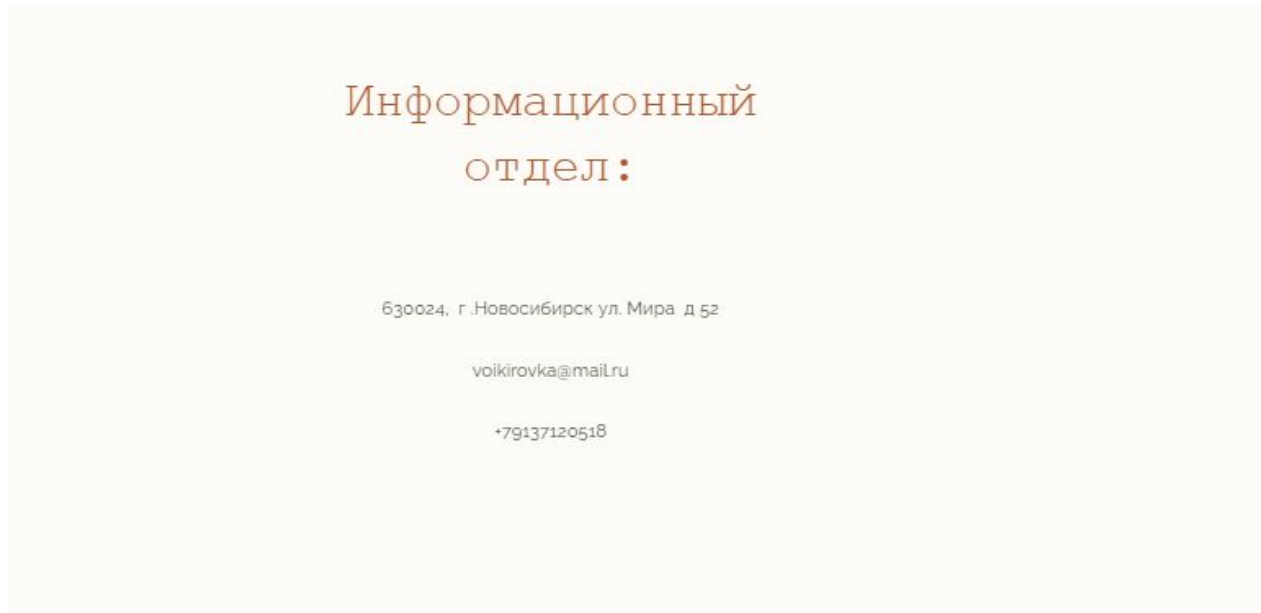 Информационный
отдел:
630024, г .Новосибирск ул. Мира д 52
voikirovka@mail.ru
+79137120518